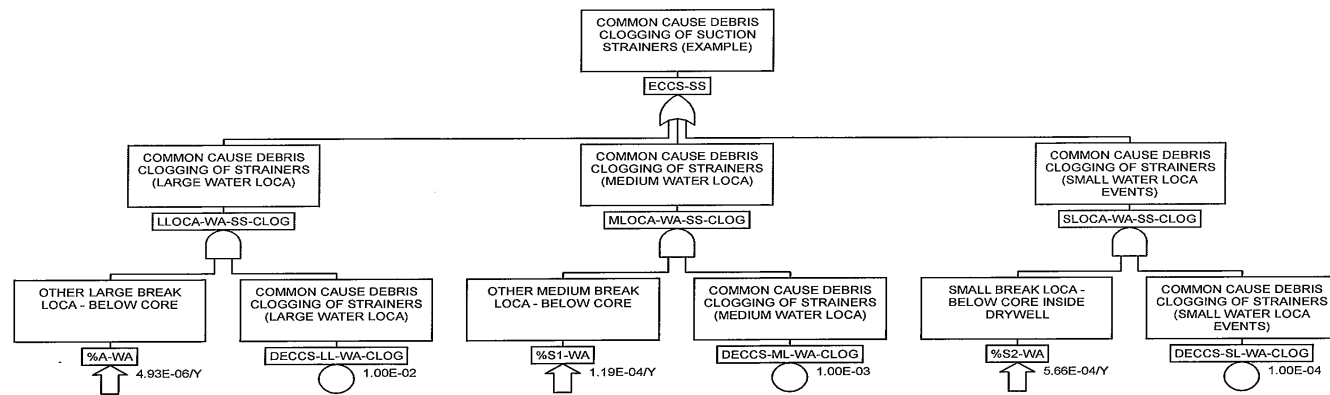 COMMON CAUSE DEBRIS
CLOGGING OF SUCTION
STRAINERS (EXAMPLE)
ECCS-SS
COMMON CAUSE DEBRIS
CLOGGING OF STRAINERS
(LARGE WATER LOCA)
LLOCA-WA-SS-CLOG
COMMON CAUSE DEBRIS
CLOGGING OF STRAINERS
(MEDIUM WATER LOCA)
MLOCA-WA-SS-CLOG
COMMON CAUSE DEBRIS
CLOGGING OF STRAINERS
(SMALL WATER LOCA
EVENTS)
SLOCA-WA-SS-CLOG
OTHER LARGE BREAK
LOCA - BELOW CORE
%A-WA
4.93E-06/Y
COMMON CAUSE DEBRIS
CLOGGING OF STRAINERS
(LARGE WATER LOCA)
DECCS-LL-WA-CLOG
1.00E-02
OTHER MEDIUM BREAK
LOCA - BELOW CORE
%S1-WA
1.19E-04/Y
COMMON CAUSE DEBRIS
CLOGGING OF STRAINERS
(MEDIUM WATER LOCA)
DECCS-ML-WA-CLOG
1.00E-03
SMALL BREAK LOCA -
BELOW CORE INSIDE
DRYWELL
%S2-WA
5.66E-04/Y
COMMON CAUSE DEBRIS
CLOGGING OF STRAINERS
(SMALL WATER LOCA
EVENTS)
DECCS-SL-WA-CLOG
1.00E-04